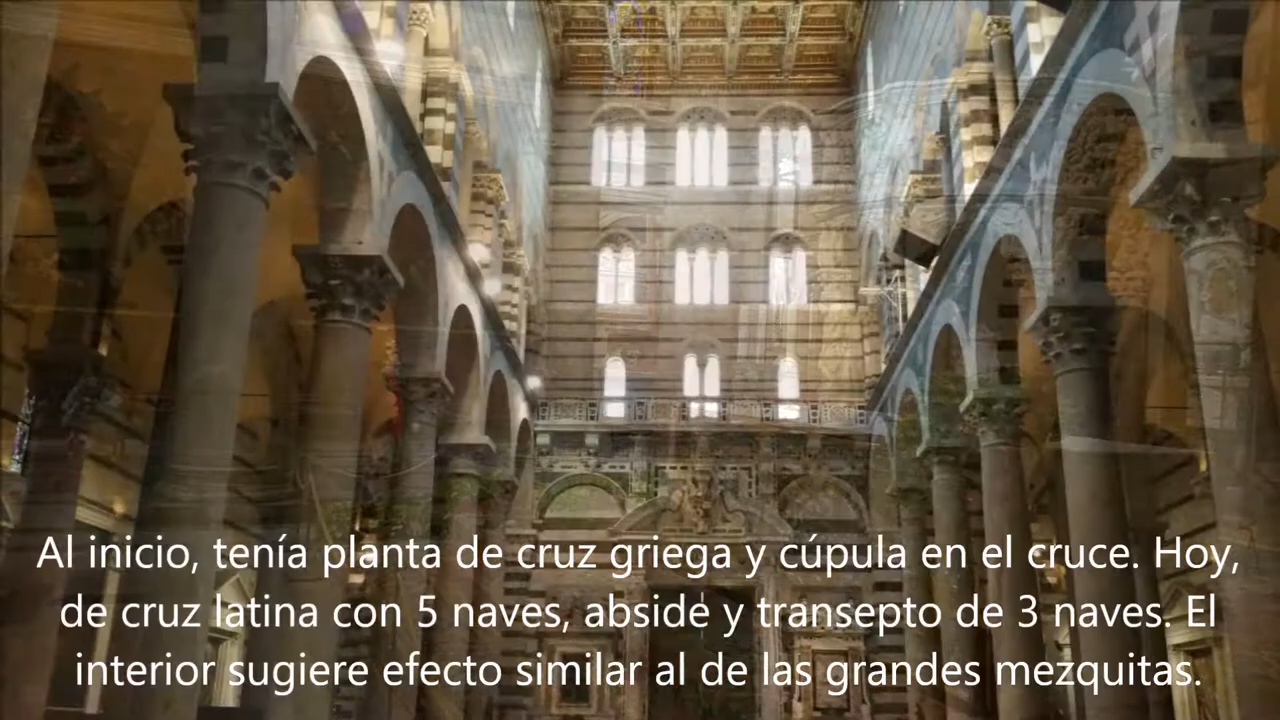 Al inicio, tenía planta de cruz griega y cúpula en el cruce. Hoy,
de cruz latina con 5 naves, abside y transepto de 3 naves. El
interior sugiere efecto similar al de las grandes mezquitas.